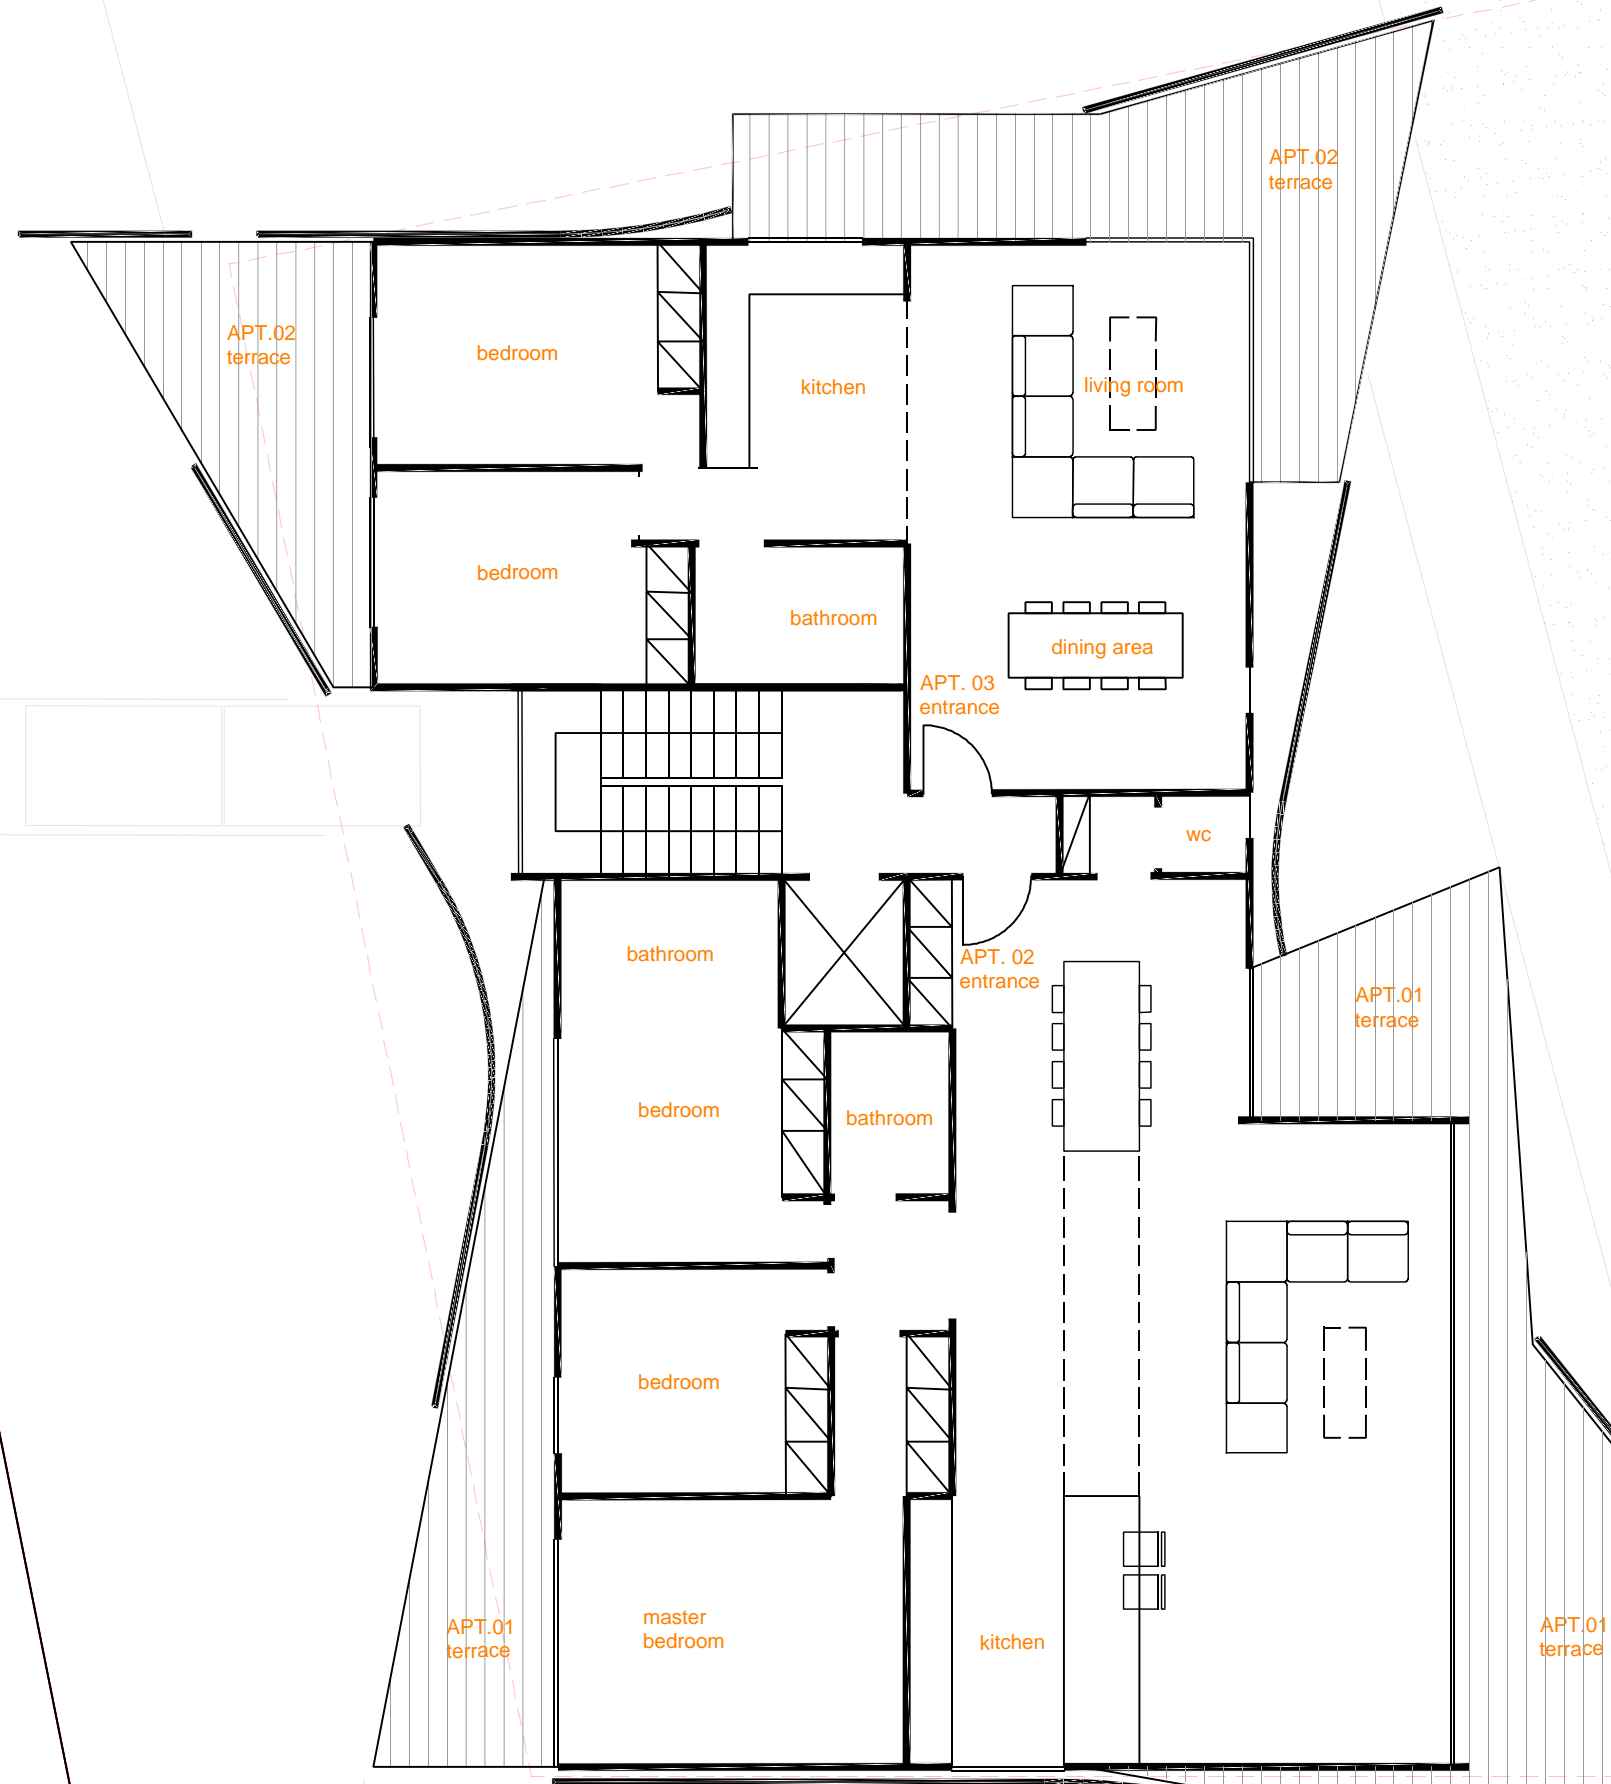 APT.02
terrace
APT.02
terrace
bedroom
kitchen
living room
bedroom
bathroom
dining area
APT. 03
entrance
wc
bathroom
APT. 02
entrance
APT.01
terrace
bedroom
bathroom
bedroom
master
bedroom
kitchen
APT.01
terrace
APT.01
terrace